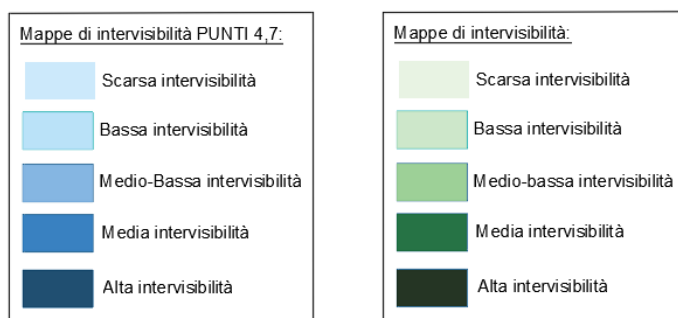 Mappe di intervisibilità PUNTI 4,7:
Scarsa intervisibilità
Bassa intervisibilità
Medio-Bassa intervisibilità
Media intervisibilità
Alta intervisibilità
Mappe di intervisibilità:
Scarsa intervisibilità
Bassa intervisibilità
Medio-bassa intervisibilità
Media intervisibilità
Alta intervisibilità